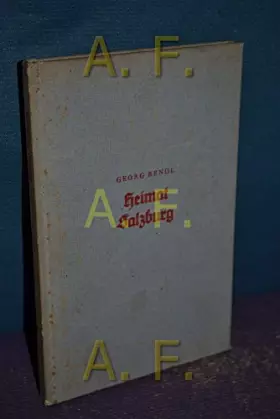 A. F.
GEORG RENDL
Heimat
Salzburg
A. F.
A. F.